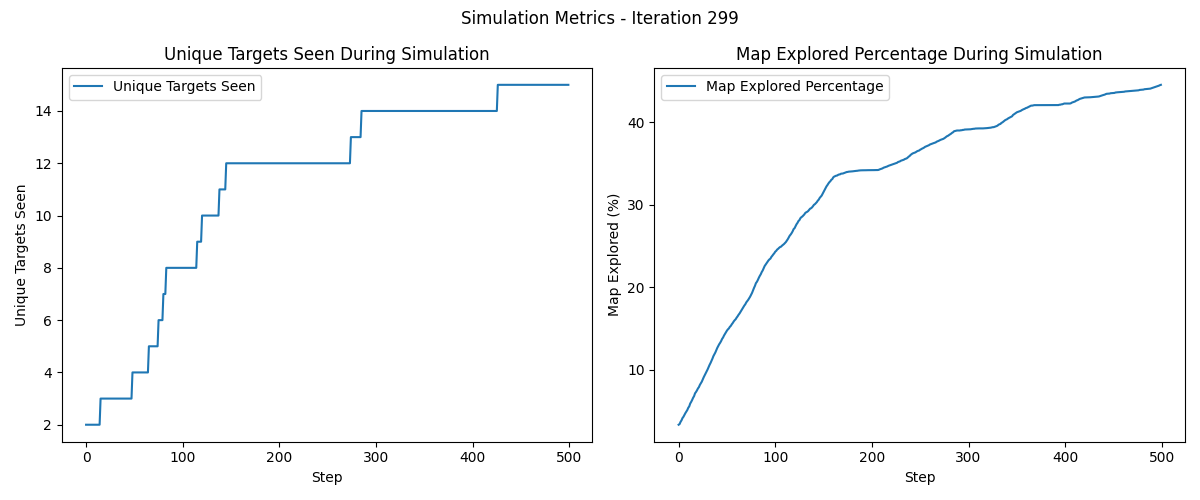 Simulation Metrics - Iteration 299
Unique Targets Seen During Simulation
Unique Targets Seen
Unique Targets Seen
14
12
10
8
6
4
2
0 100 200 300 400 500
Step
Map Explored Percentage During Simulation
Map Explored Percentage
Map Explored (%)
40
30
20
10
0 100 200 300 400 500
Step